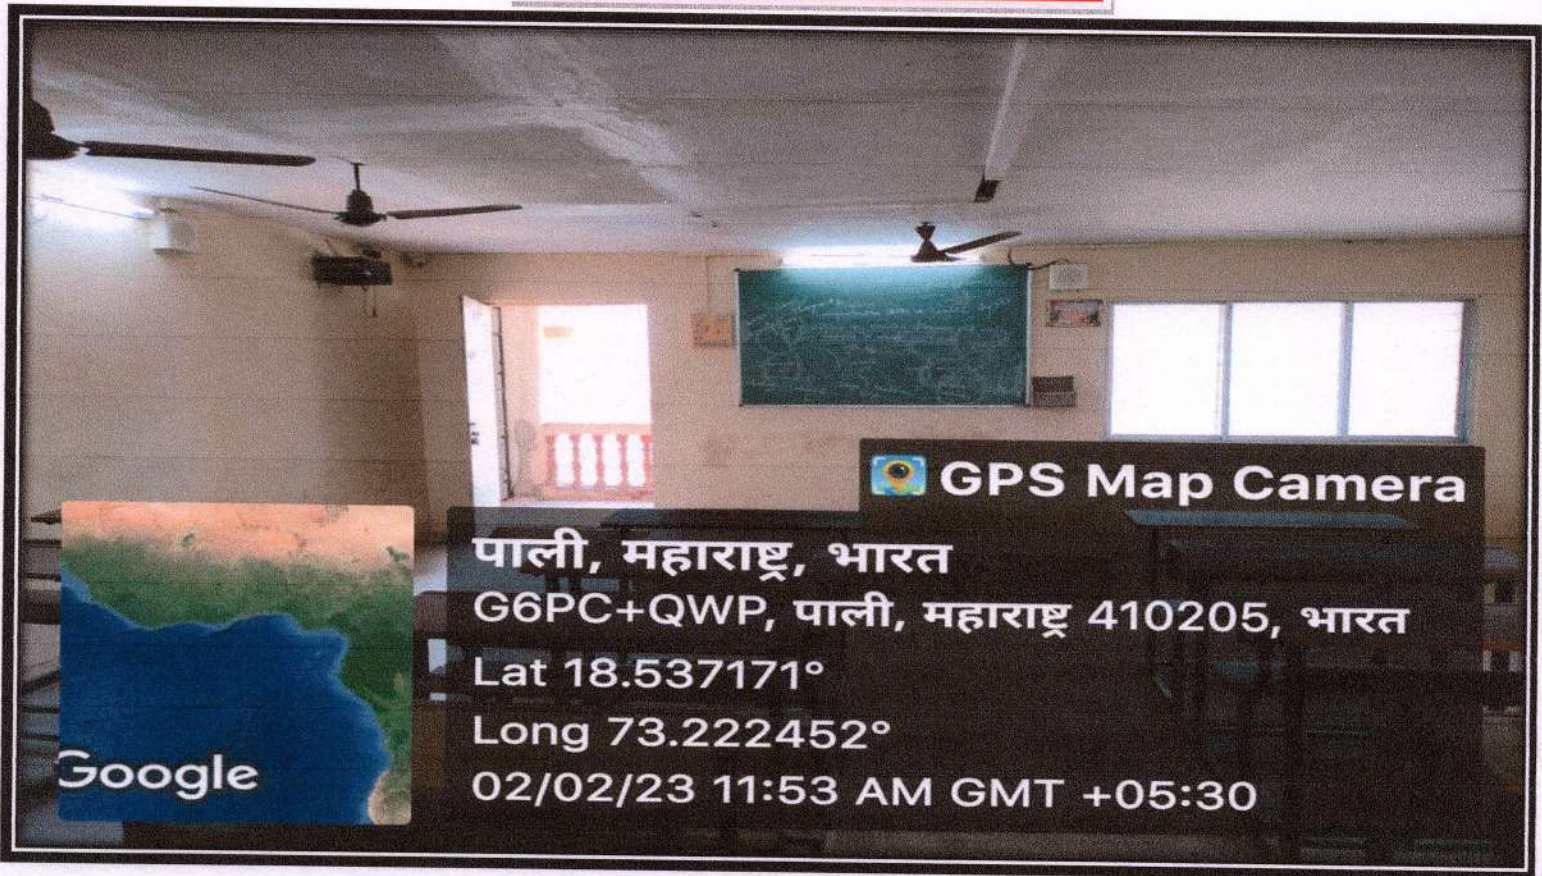 GPS Map Camera
पाली, महाराष्ट्र, भारत
G6PC+QWP, पाली, महाराष्ट्र 410205, भारत
Lat 18.537171°
Long 73.222452°
02/02/23 11:53 AM GMT +05:30
Google